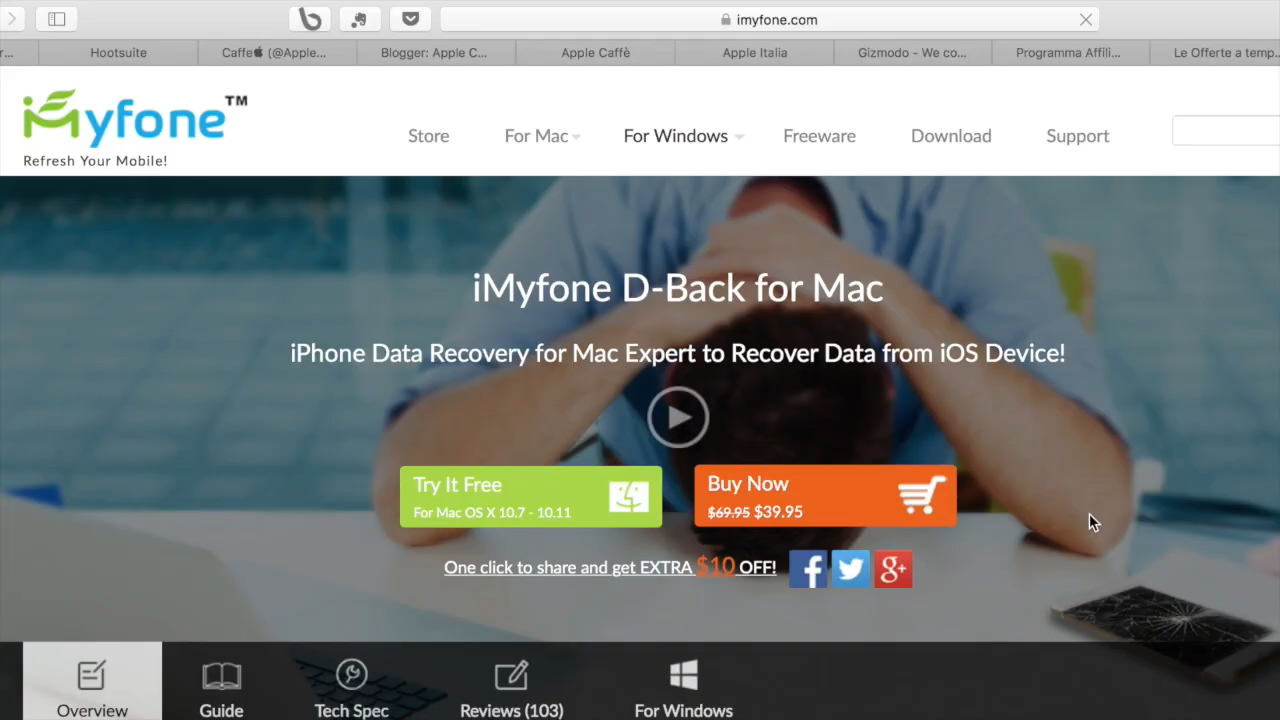 imyfone.com
r...
Hootsuite
Caffe (@Apple...
Blogger: Apple C...
Apple Caffè
Apple Italia
Gizmodo - We co...
Programma Affili...
Le Offerte a temp...
iMyfone™
Refresh Your Mobile!
Store
For Mac
For Windows
Freeware
Download
Support
iMyfone D-Back for Mac
iPhone Data Recovery for Mac Expert to Recover Data from iOS Device!
Try It Free
For Mac OS X 10.7 - 10.11
Buy Now
$69.95 $39.95
One click to share and get EXTRA $10 OFF!
Overview
Guide
Tech Spec
Reviews (103)
For Windows